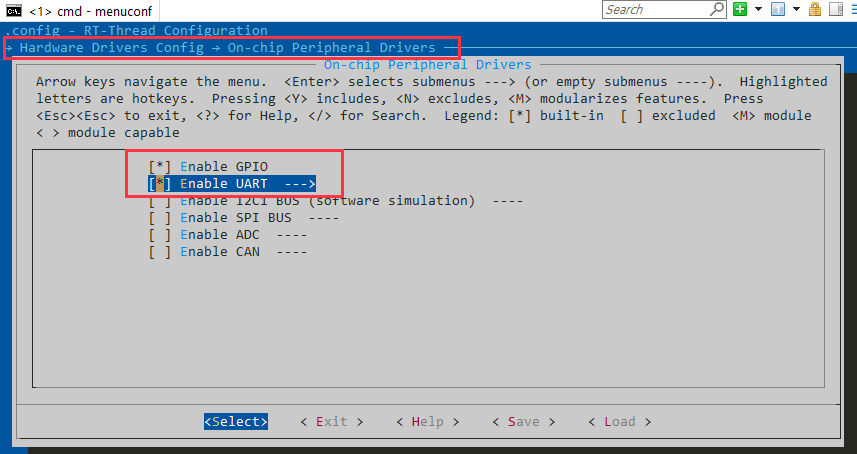 <1> cmd - menuconf
Search
.config - RT-Thread Configuration
→ Hardware Drivers Config → On-chip Peripheral Drivers
On-chip Peripheral Drivers
Arrow keys navigate the menu.  <Enter> selects submenus ---> (or empty submenus ----).  Highlighted
letters are hotkeys.  Pressing <Y> includes, <N> excludes, <M> modularizes features.  Press
<Esc><Esc> to exit, <?> for Help, </> for Search.  Legend: [*] built-in  [ ] excluded  <M> module
< > module capable
[*] Enable GPIO
[*] Enable UART  --->
[ ] Enable I2C1 BUS (software simulation)  ----
[ ] Enable SPI BUS  ----
[ ] Enable ADC  ----
[ ] Enable CAN  ----
<Select>    < Exit >    < Help >    < Save >    < Load >